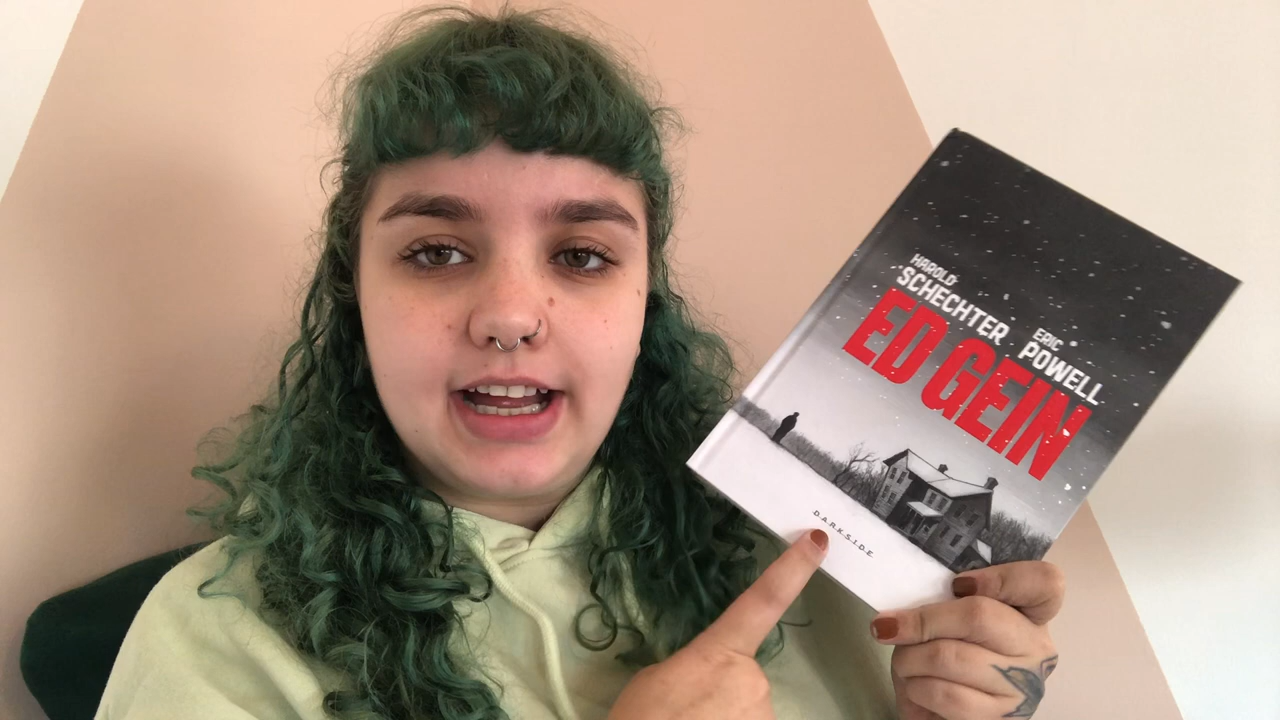 HAROLD
SCHECHTER
ERIC
POWELL
ED GEIN
DARKSIDE